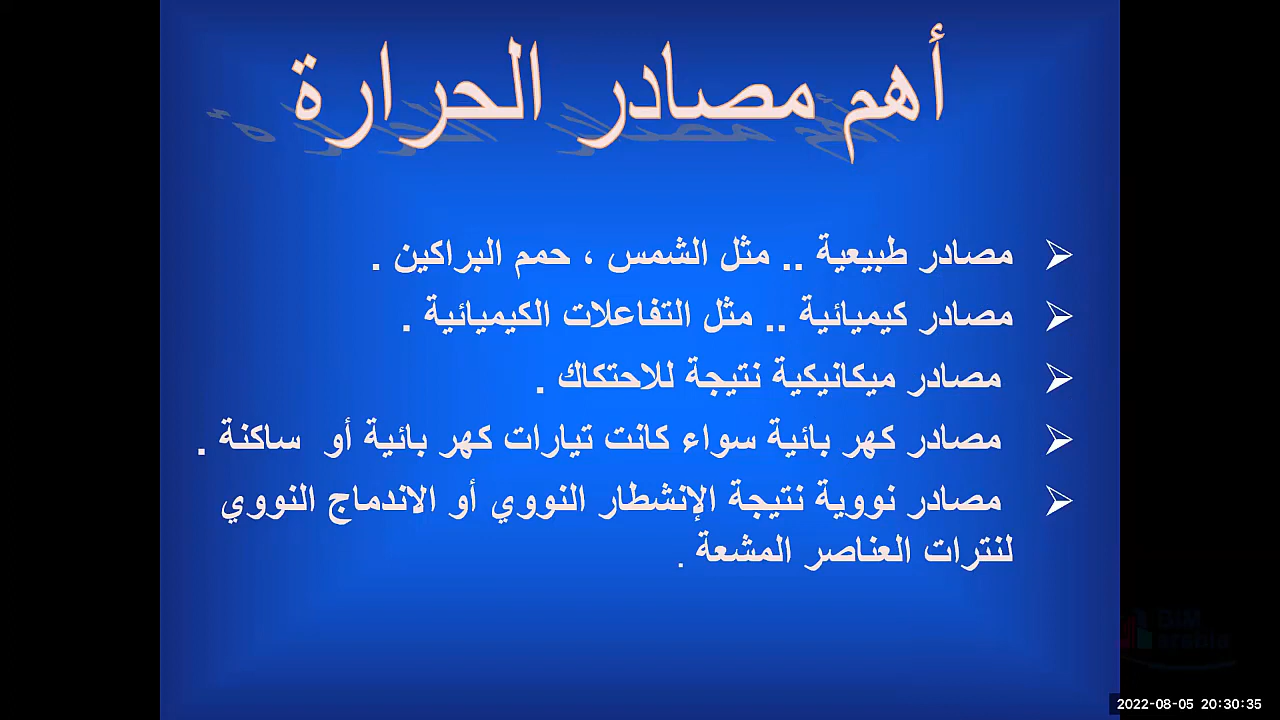 أهم مصادر الحرارة
مصادر طبيعية .. مثل الشمس ، حمم البراكين .
مصادر كيميائية .. مثل التفاعلات الكيميائية .
مصادر ميكانيكية نتيجة للاحتكاك .
مصادر كهر بائية سواء كانت تيارات كهر بائية أو ساكنة .
مصادر نووية نتيجة الإنشطار النووي أو الاندماج النووي
لنترات العناصر المشعة .
BIM
arabia
2022-08-05 20:30:35